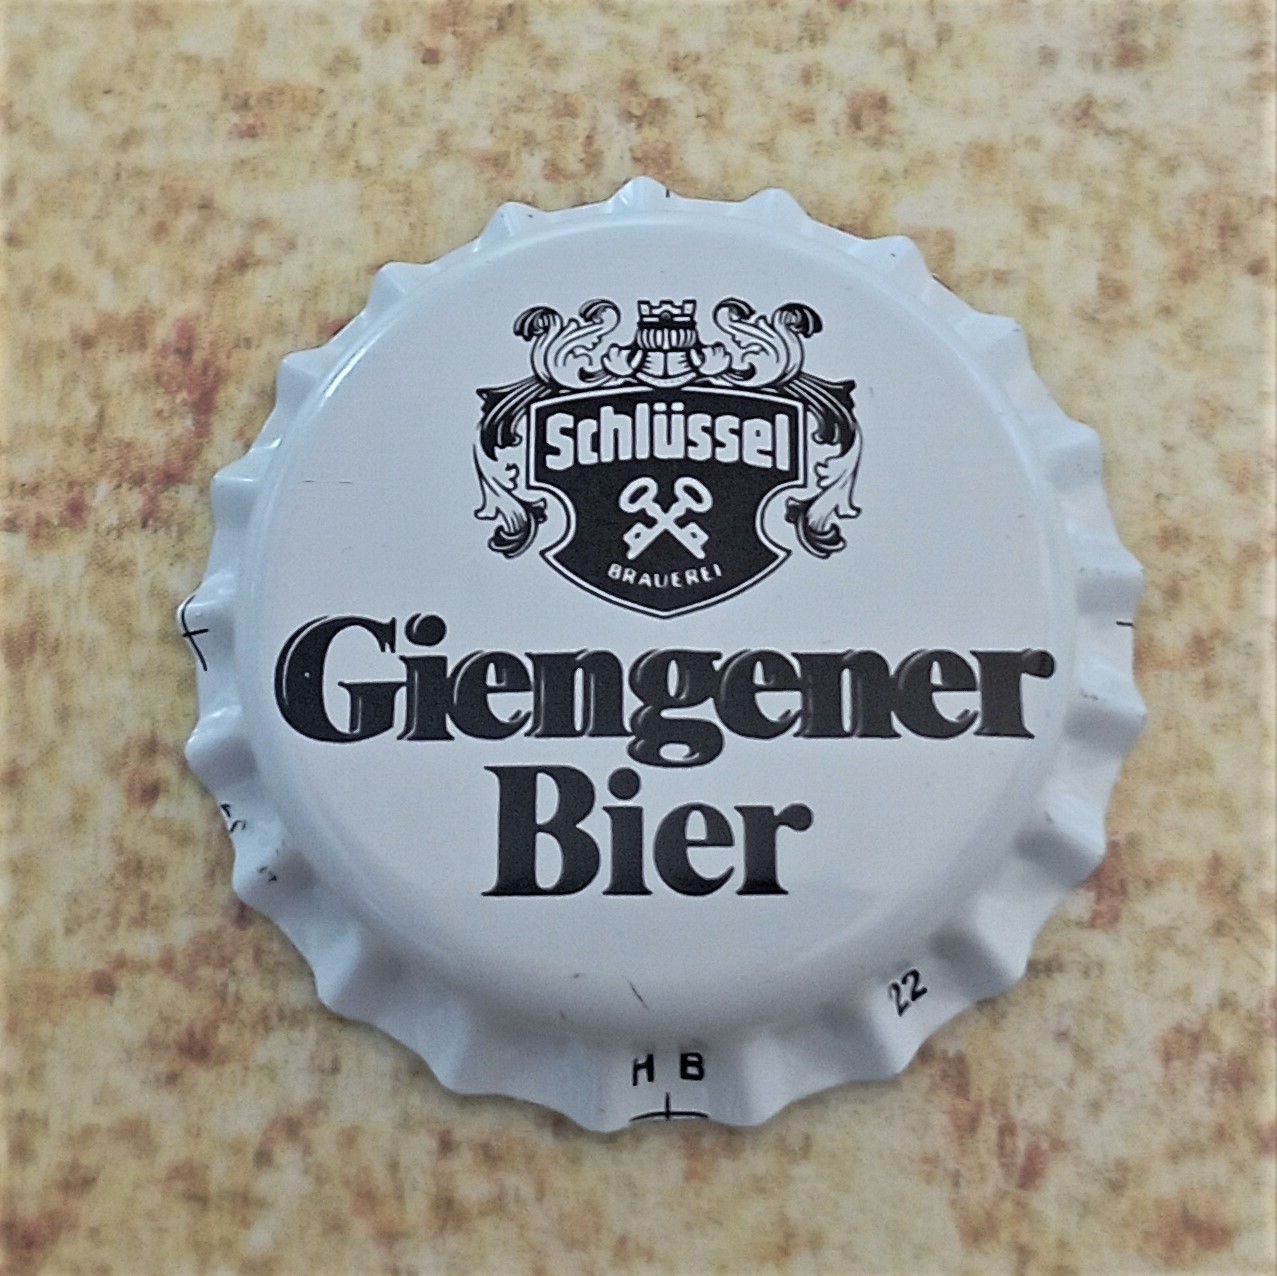 Schlüssel
BRAUEREI
Giengener
Bier
22
H B